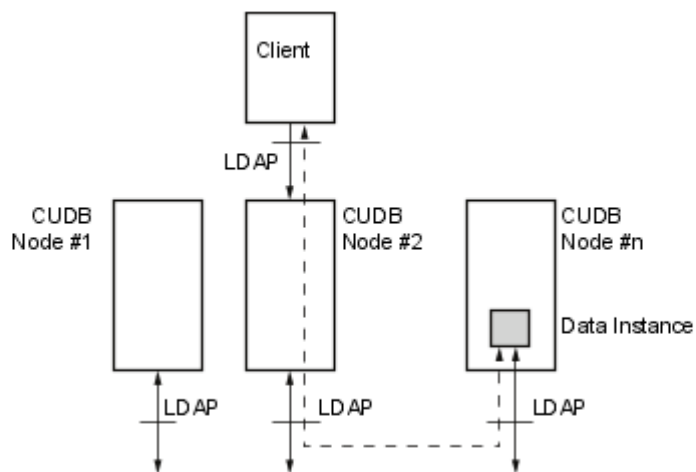 Client
LDAP
CUDB
Node #1
CUDB
Node #2
CUDB
Node #n
Data Instance
LDAP
LDAP
LDAP